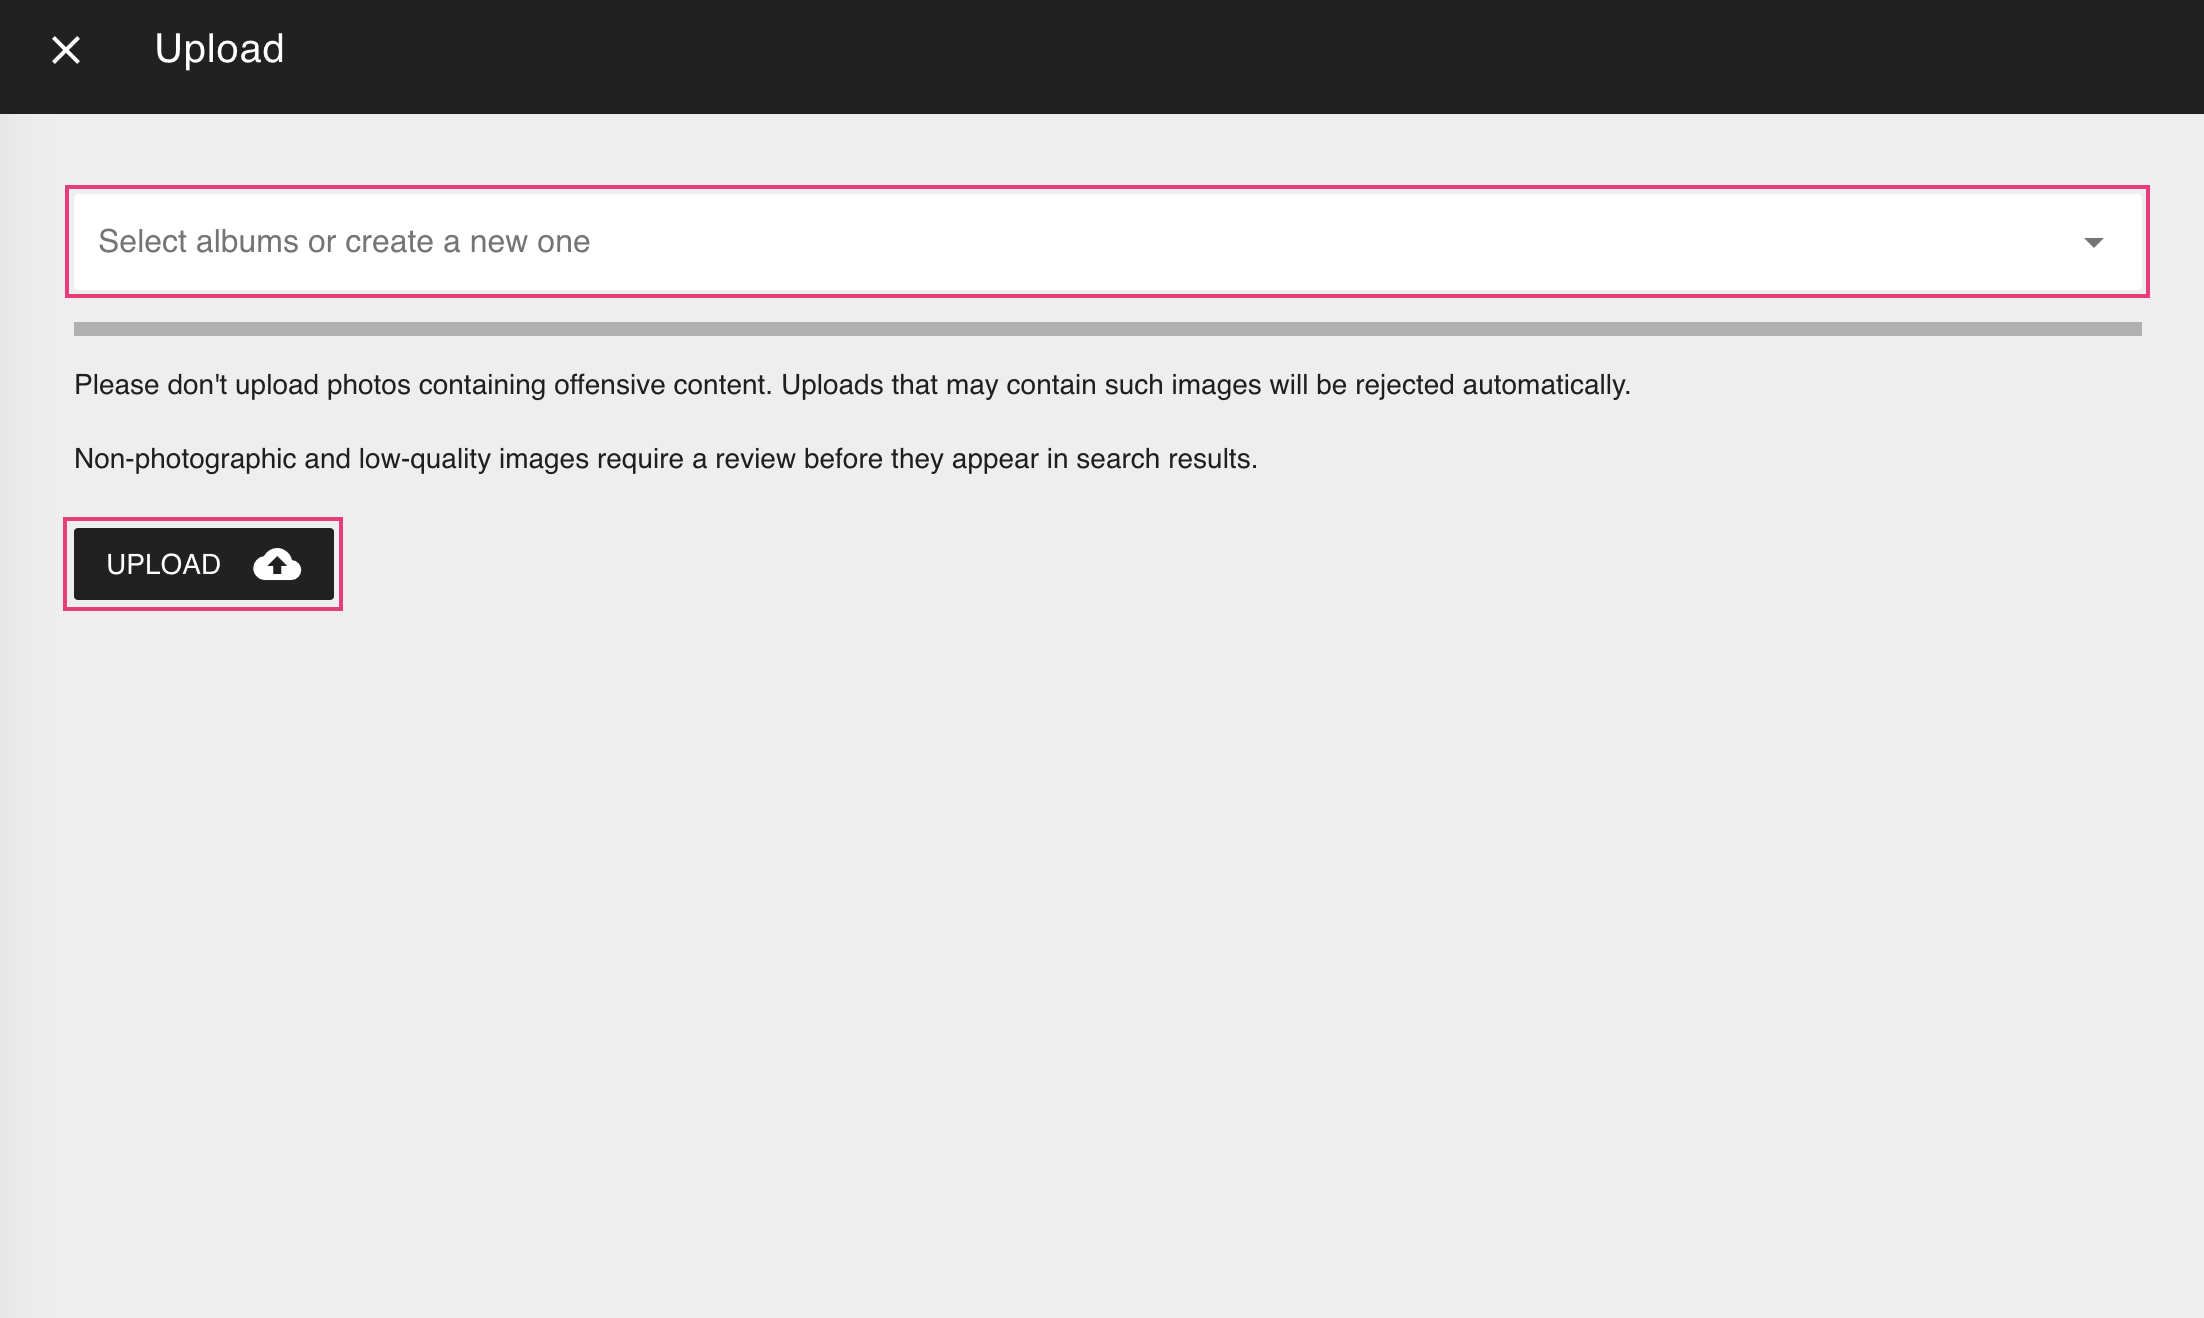 Upload
Select albums or create a new one
Please don't upload photos containing offensive content. Uploads that may contain such images will be rejected automatically.
Non-photographic and low-quality images require a review before they appear in search results.
UPLOAD